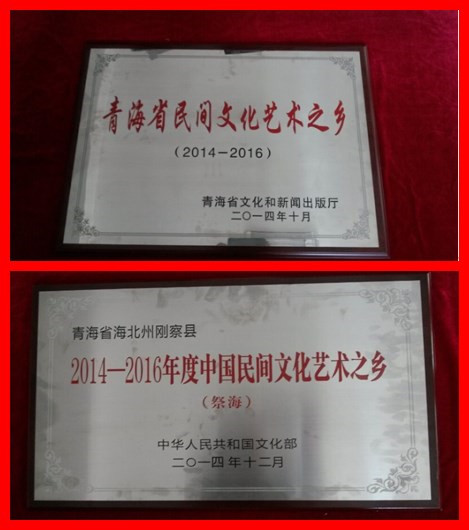 青海省民间文化艺术之乡
（2014－2016）
青海省文化和新闻出版厅
二〇一四年十月
青海省海北州刚察县
2014—2016年度中国民间文化艺术之乡
（祭海）
中华人民共和国文化部
二〇一四年十二月